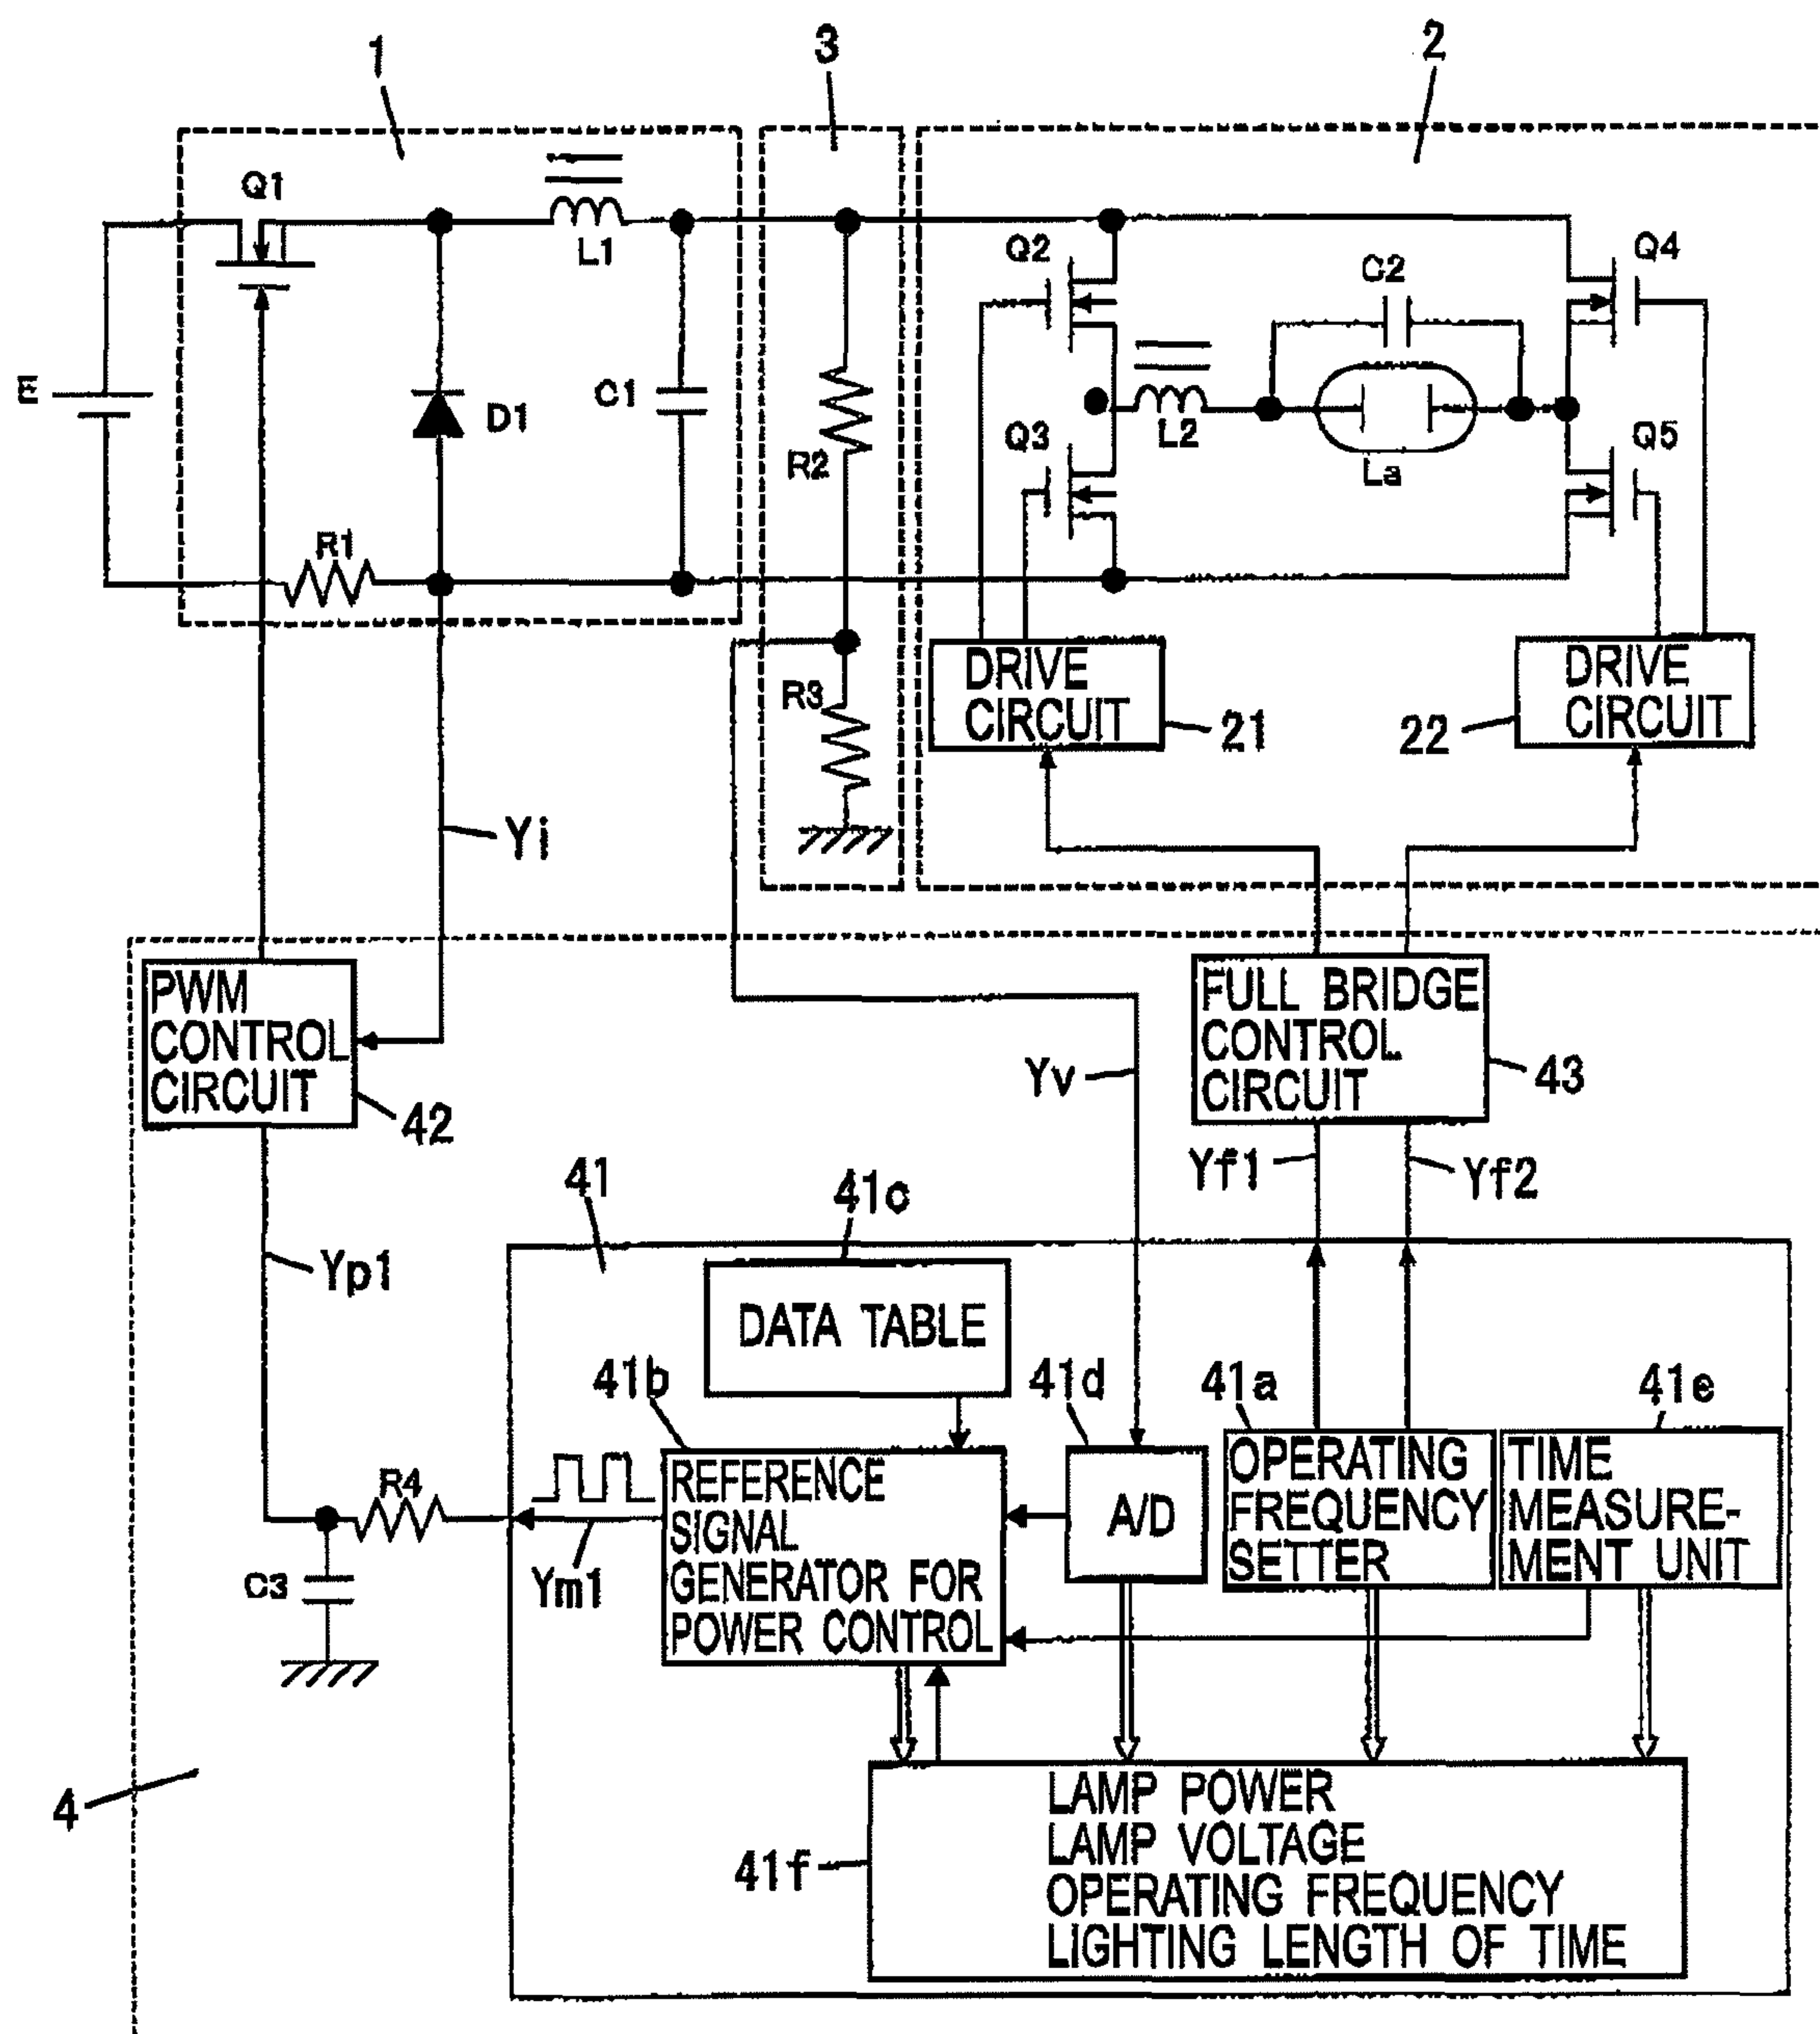 1
3
2
Q1
L1
Q2
C2
Q4
E
D1
C1
R2
Q3
L2
La
Q5
R1
R3
DRIVE
CIRCUIT
21
22
DRIVE
CIRCUIT
Yi
PWM
CONTROL
CIRCUIT
42
Yv
FULL BRIDGE
CONTROL
CIRCUIT
43
Yf1
Yf2
41
41c
Yp1
DATA TABLE
41b
41d
41a
41e
R4
C3
Ym1
REFERENCE
SIGNAL
GENERATOR FOR
POWER CONTROL
A/D
OPERATING
FREQUENCY
SETTER
TIME
MEASURE-
MENT UNIT
4
41f
LAMP POWER
LAMP VOLTAGE
OPERATING FREQUENCY
LIGHTING LENGTH OF TIME